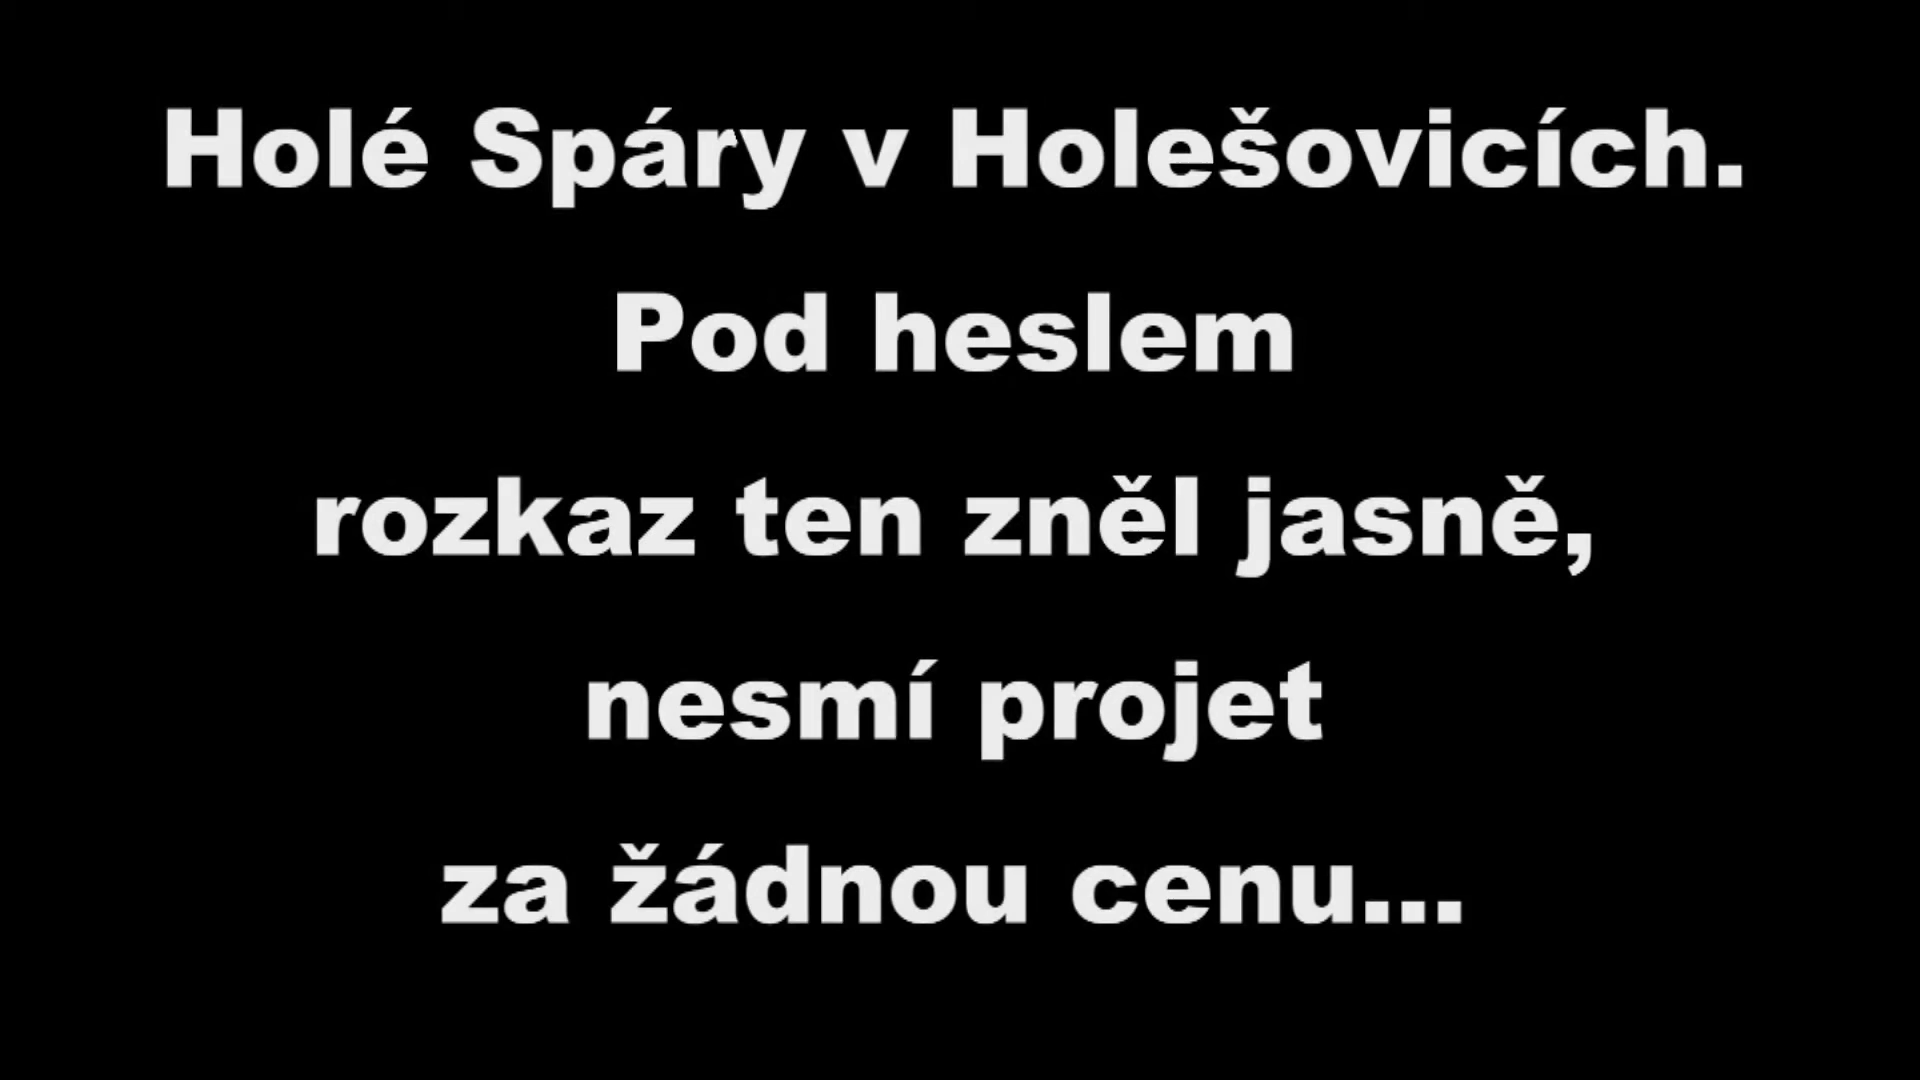 Holé Spáry v Holešovicích.
Pod heslem
rozkaz ten zněl jasně,
nesmí projet
za žádnou cenu...